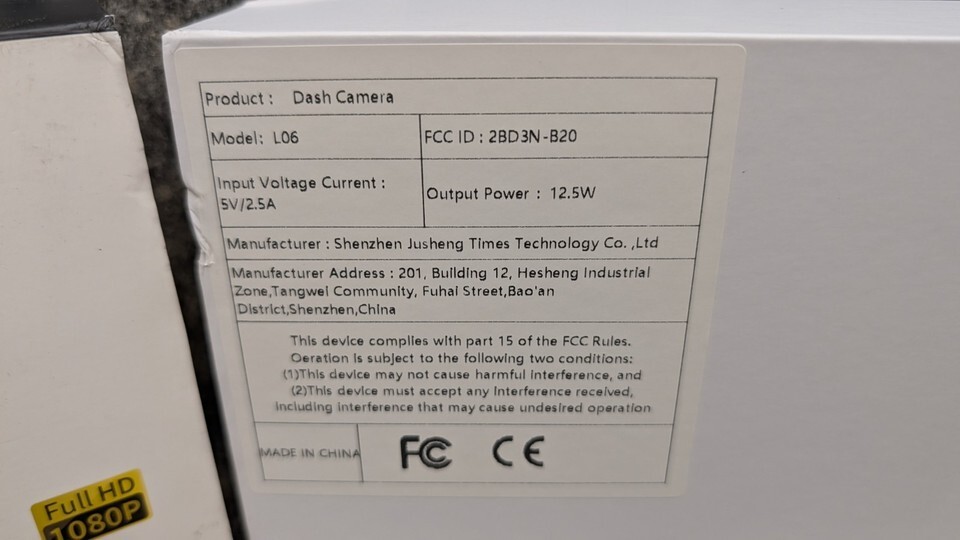 Product : Dash Camera
Model: L06
FCC ID : 2BD3N-B20
Input Voltage Current :
5V/2.5A
Output Power : 12.5W
Manufacturer : Shenzhen Jusheng Times Technology Co. ,Ltd
Manufacturer Address : 201, Building 12, Hesheng Industrial
Zone,Tangwei Community, Fuhai Street,Bao'an
District,Shenzhen,China
This device complies with part 15 of the FCC Rules.
Oeration is subject to the following two conditions:
(1)This device may not cause harmful interference, and
(2)This device must accept any interference received,
including interference that may cause undesired operation
MADE IN CHINA
FC CE
Full HD
1080P